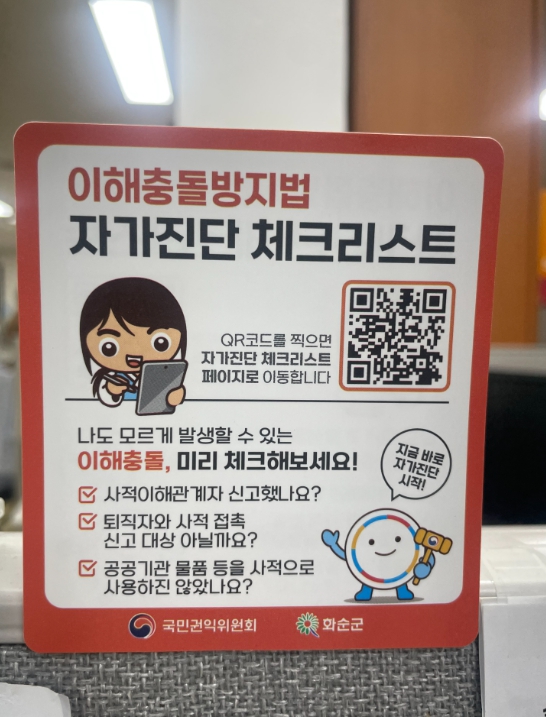 이해충돌방지법
자가진단 체크리스트
QR코드를 찍으면
자가진단 체크리스트
페이지로 이동합니다
나도 모르게 발생할 수 있는
이해충돌, 미리 체크해보세요!
지금 바로
자가진단
시작!
사적이해관계자 신고했나요?
퇴직자와 사적 접촉
신고 대상 아닐까요?
공공기관 물품 등을 사적으로
사용하진 않았나요?
국민권익위원회
화순군